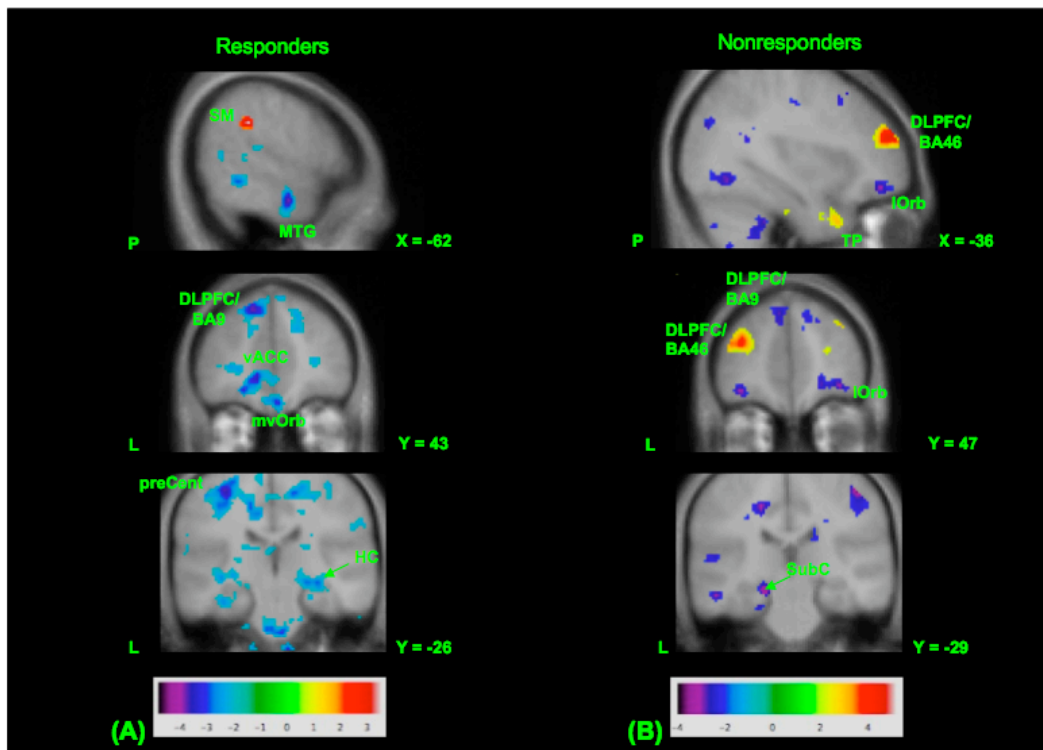 Responders
SM
MTG
P
X = -62
DLPFC/
BA9
vACC
mvOrb
L
Y = 43
preCent
HC
L
Y = -26
-4 -3 -2 -1 0 1 2 3
(A)
Nonresponders
DLPFC/
BA46
lOrb
P
TP
X = -36
DLPFC/
BA9
DLPFC/
BA46
lOrb
L
Y = 47
SubC
L
Y = -29
-4 -2 0 2 4
(B)